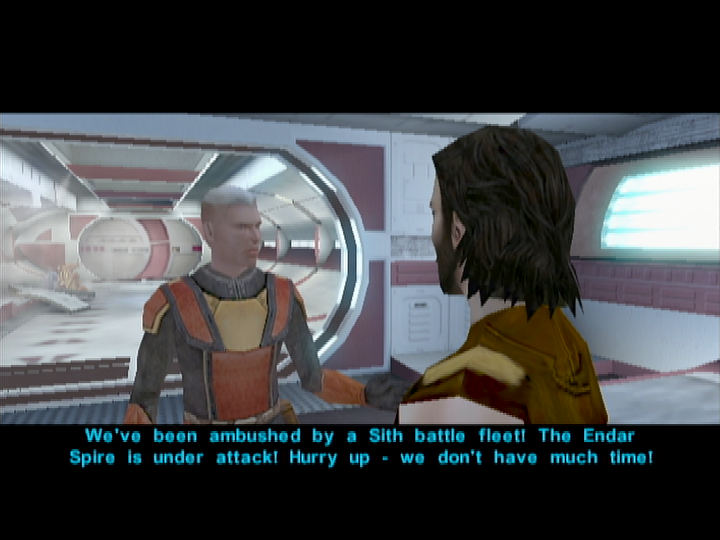 We've been ambushed by a Sith battle fleet! The Endar
Spire is under attack! Hurry up - we don't have much time!